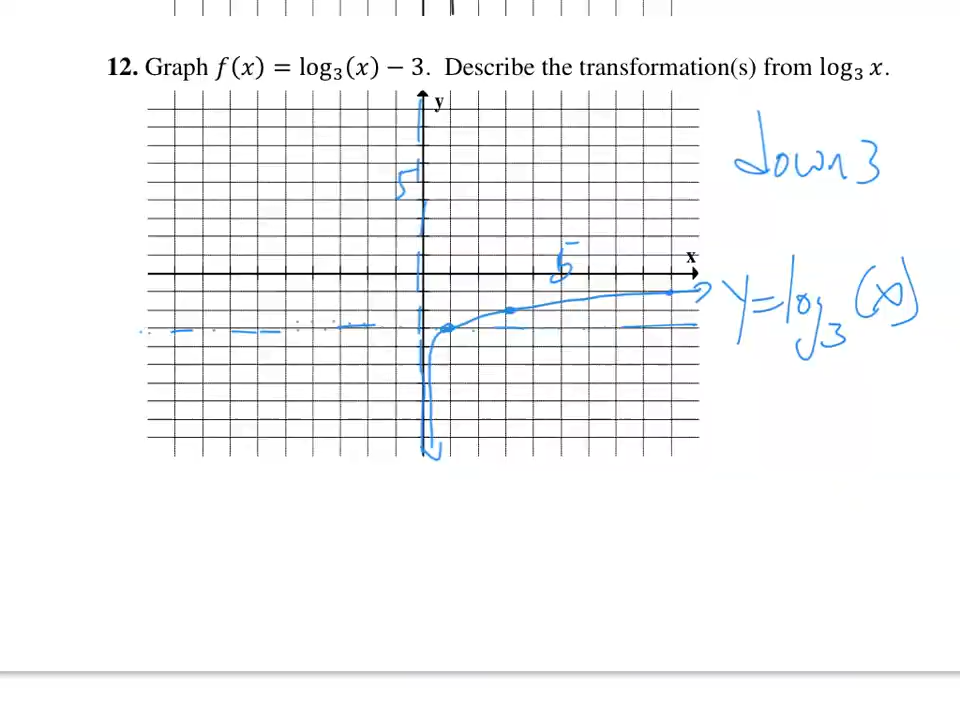 12. Graph f(x) = log₃(x) − 3. Describe the transformation(s) from log₃ x.
y
down 3
5
5
x
y=log₃(x)